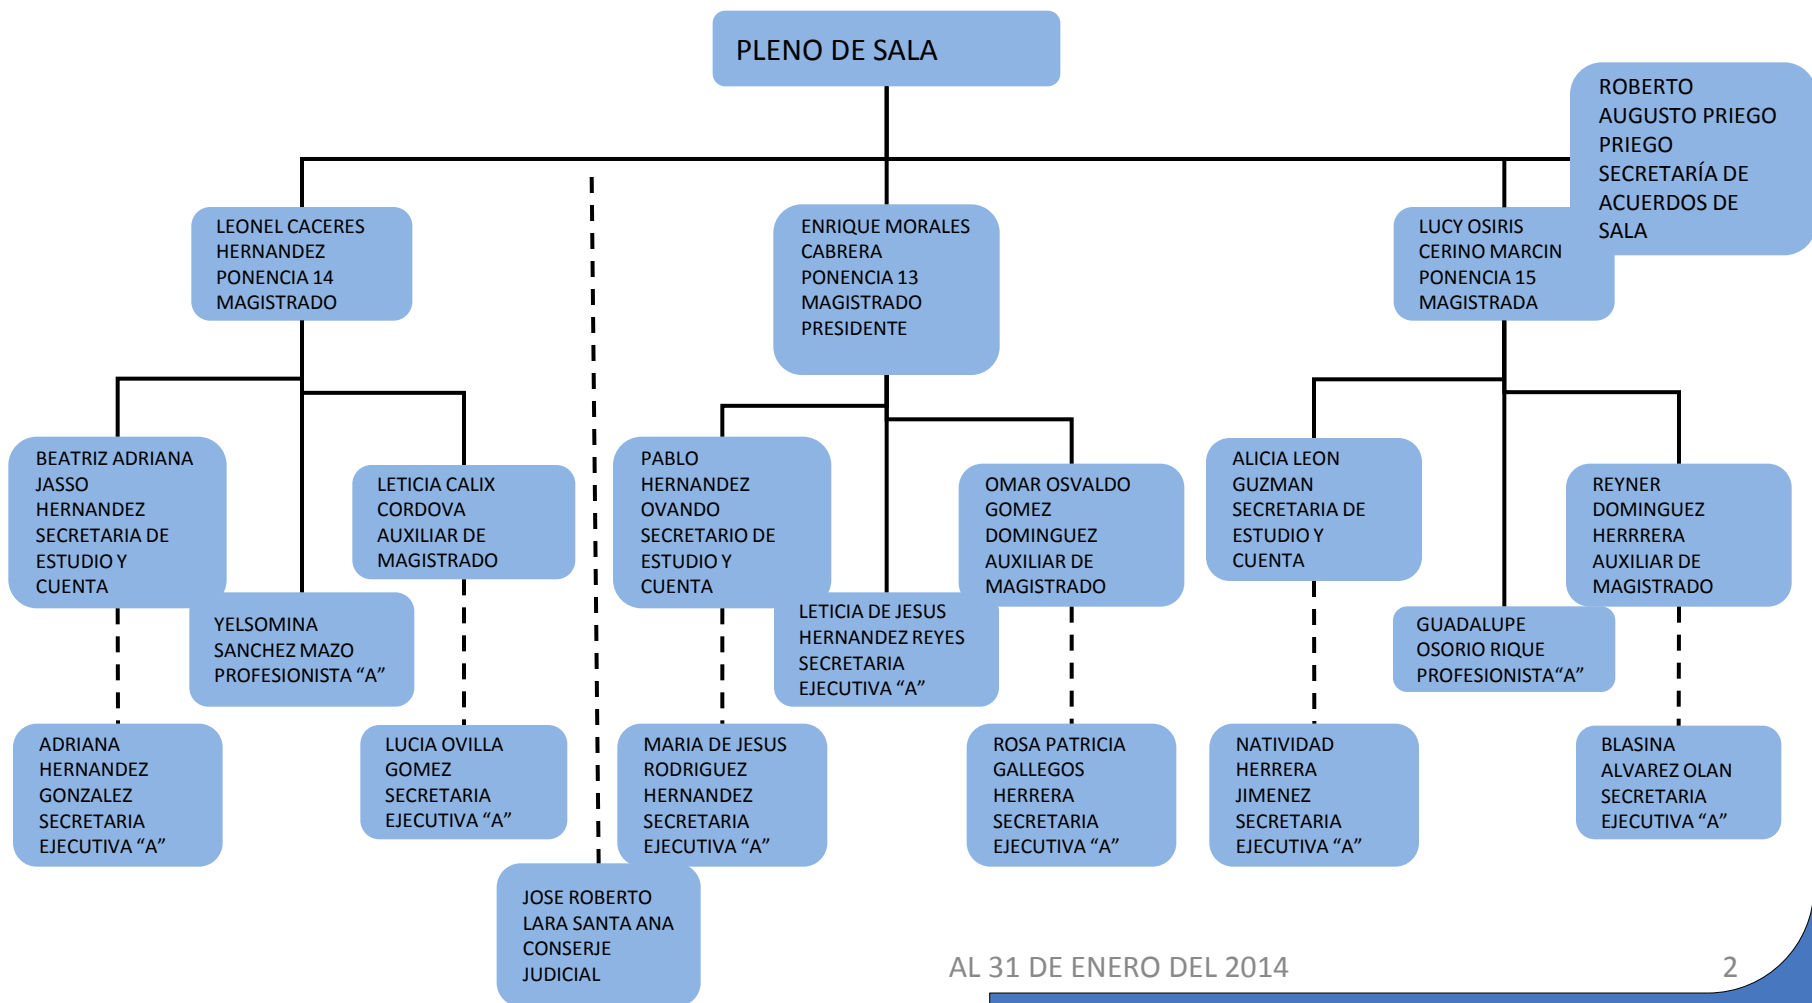 PLENO DE SALA
ROBERTO
AUGUSTO PRIEGO
PRIEGO
SECRETARÍA DE
ACUERDOS DE
SALA
LEONEL CACERES
HERNANDEZ
PONENCIA 14
MAGISTRADO
ENRIQUE MORALES
CABRERA
PONENCIA 13
MAGISTRADO
PRESIDENTE
LUCY OSIRIS
CERINO MARCIN
PONENCIA 15
MAGISTRADA
BEATRIZ ADRIANA
JASSO
HERNANDEZ
SECRETARIA DE
ESTUDIO Y
CUENTA
YELSOMINA
SANCHEZ MAZO
PROFESIONISTA “A”
LETICIA CALIX
CORDOVA
AUXILIAR DE
MAGISTRADO
PABLO
HERNANDEZ
OVANDO
SECRETARIO DE
ESTUDIO Y
CUENTA
LETICIA DE JESUS
HERNANDEZ REYES
SECRETARIA
EJECUTIVA “A”
OMAR OSVALDO
GOMEZ
DOMINGUEZ
AUXILIAR DE
MAGISTRADO
ALICIA LEON
GUZMAN
SECRETARIA DE
ESTUDIO Y
CUENTA
GUADALUPE
OSORIO RIQUE
PROFESIONISTA“A”
REYNER
DOMINGUEZ
HERRRERA
AUXILIAR DE
MAGISTRADO
ADRIANA
HERNANDEZ
GONZALEZ
SECRETARIA
EJECUTIVA “A”
LUCIA OVILLA
GOMEZ
SECRETARIA
EJECUTIVA “A”
MARIA DE JESUS
RODRIGUEZ
HERNANDEZ
SECRETARIA
EJECUTIVA “A”
ROSA PATRICIA
GALLEGOS
HERRERA
SECRETARIA
EJECUTIVA “A”
NATIVIDAD
HERRERA
JIMENEZ
SECRETARIA
EJECUTIVA “A”
BLASINA
ALVAREZ OLAN
SECRETARIA
EJECUTIVA “A”
JOSE ROBERTO
LARA SANTA ANA
CONSERJE
JUDICIAL
AL 31 DE ENERO DEL 2014
2